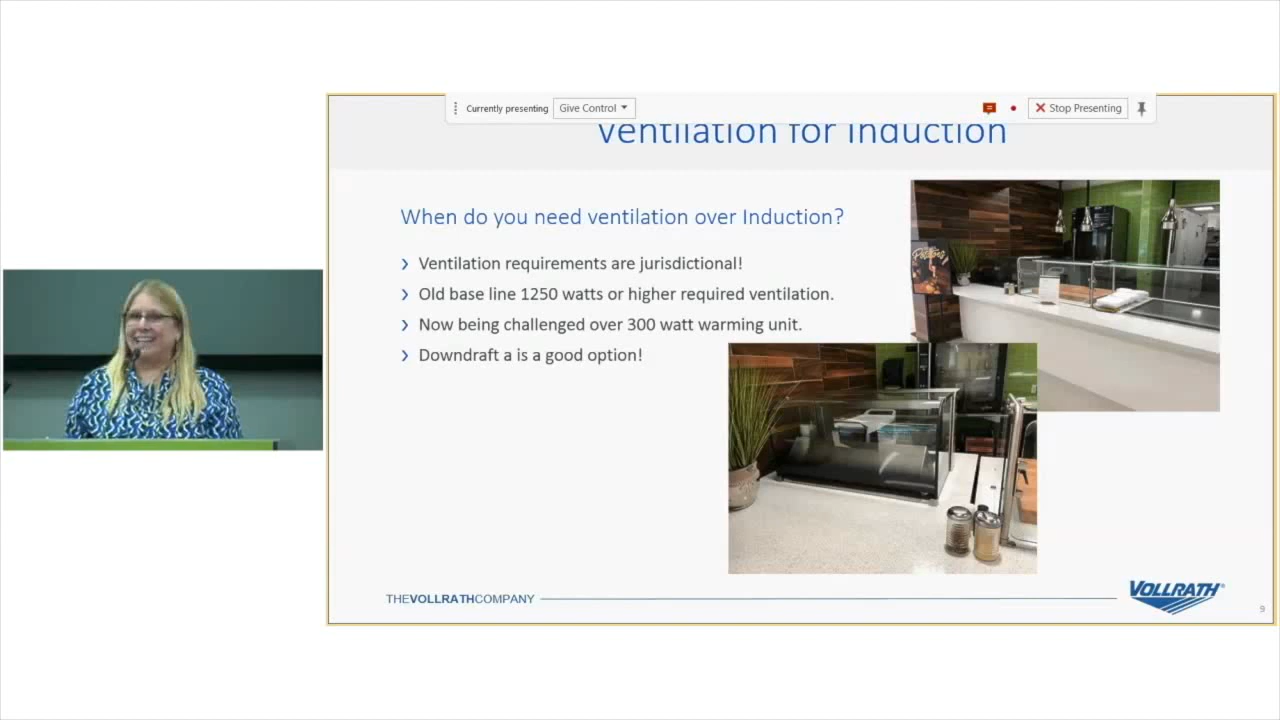 Currently presenting
Give Control
Stop Presenting
Ventilation for Induction
When do you need ventilation over Induction?
Ventilation requirements are jurisdictional!
Old base line 1250 watts or higher required ventilation.
Now being challenged over 300 watt warming unit.
Downdraft a is a good option!
THEVOLLRATHCOMPANY
VOLLRATH®
9